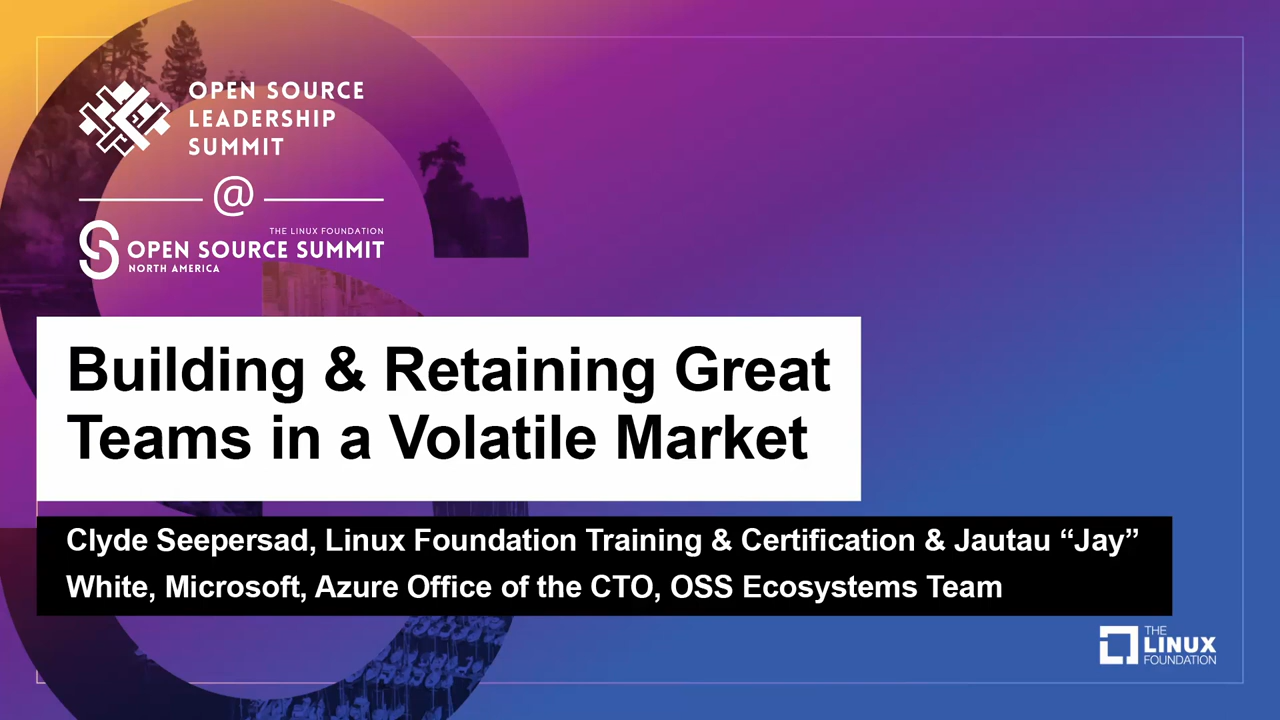 OPEN SOURCE
LEADERSHIP
SUMMIT
@
THE LINUX FOUNDATION
OPEN SOURCE SUMMIT
NORTH AMERICA
Building & Retaining Great
Teams in a Volatile Market
Clyde Seepersad, Linux Foundation Training & Certification & Jautau “Jay”
White, Microsoft, Azure Office of the CTO, OSS Ecosystems Team
THE
LINUX
FOUNDATION